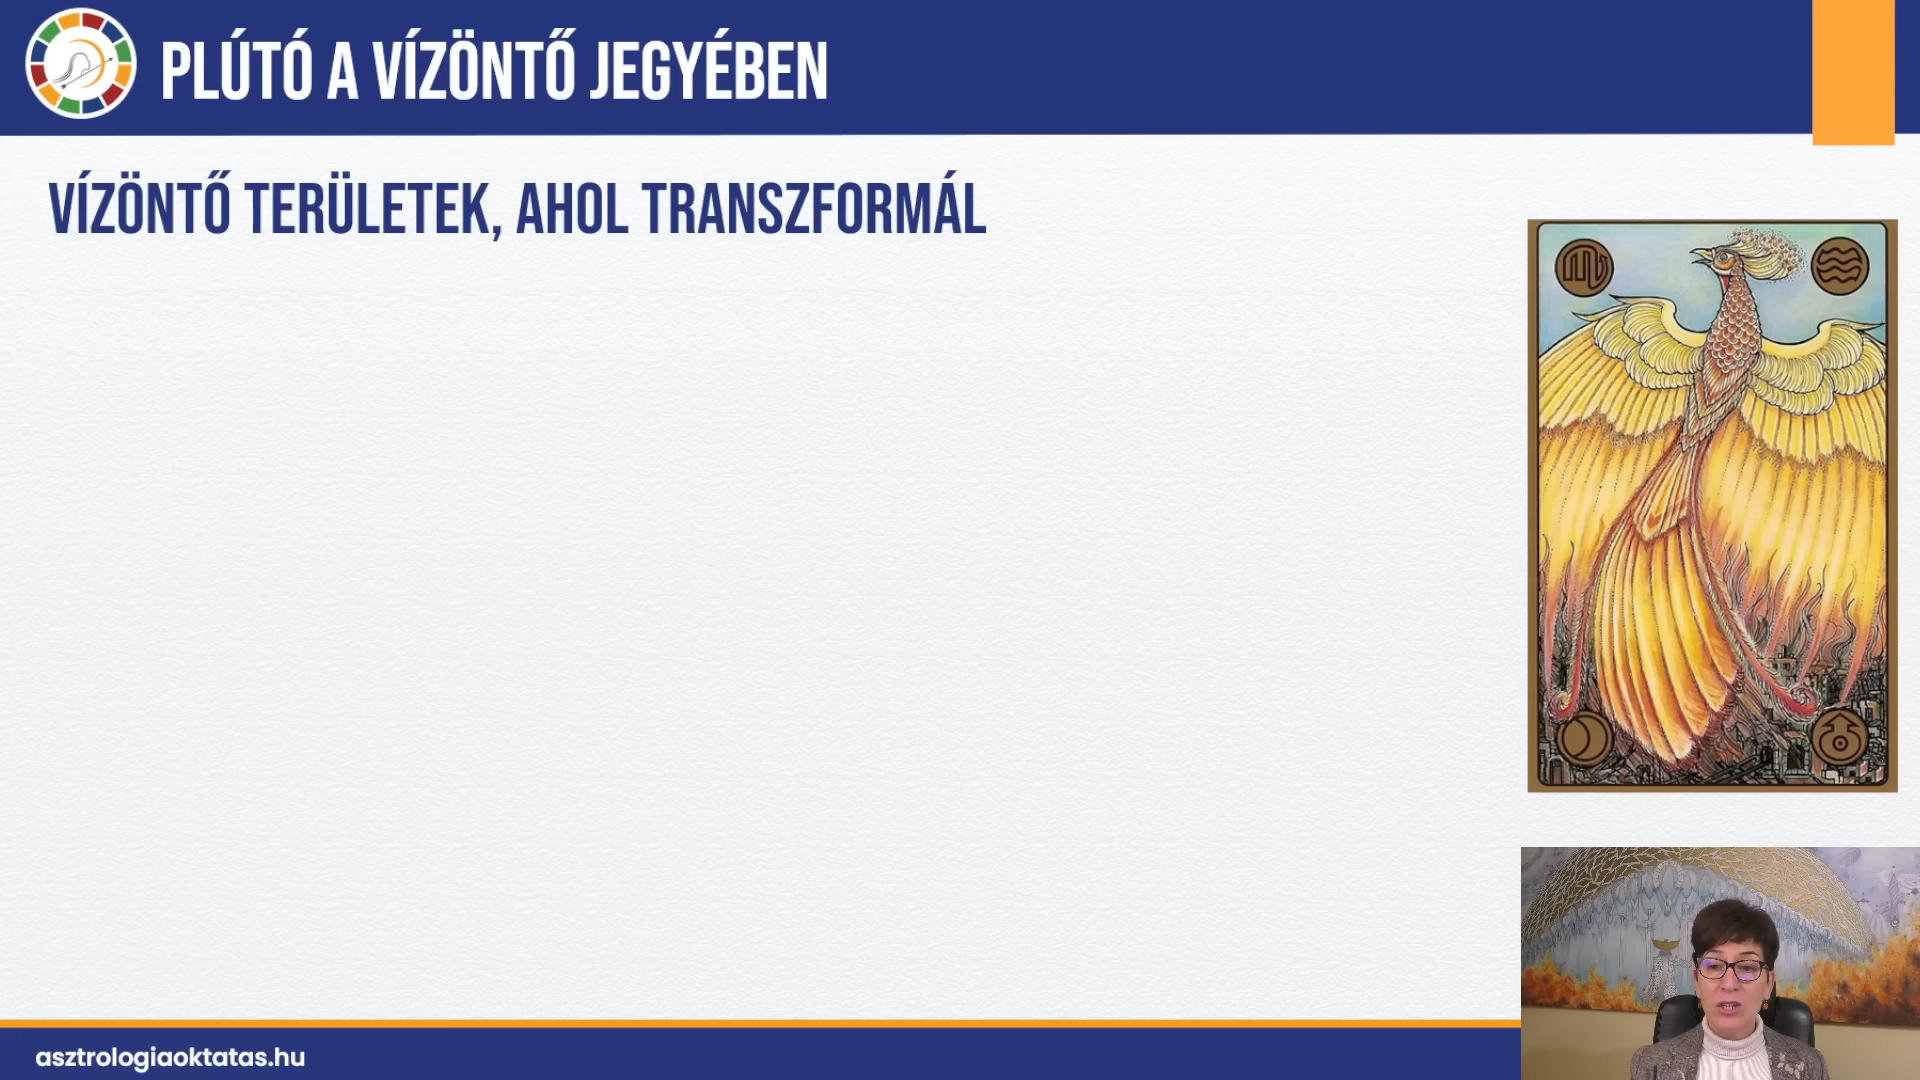 PLÚTÓ A VÍZÖNTŐ JEGYÉBEN
VÍZÖNTŐ TERÜLETEK, AHOL TRANSZFORMÁL
asztrologiaoktatas.hu